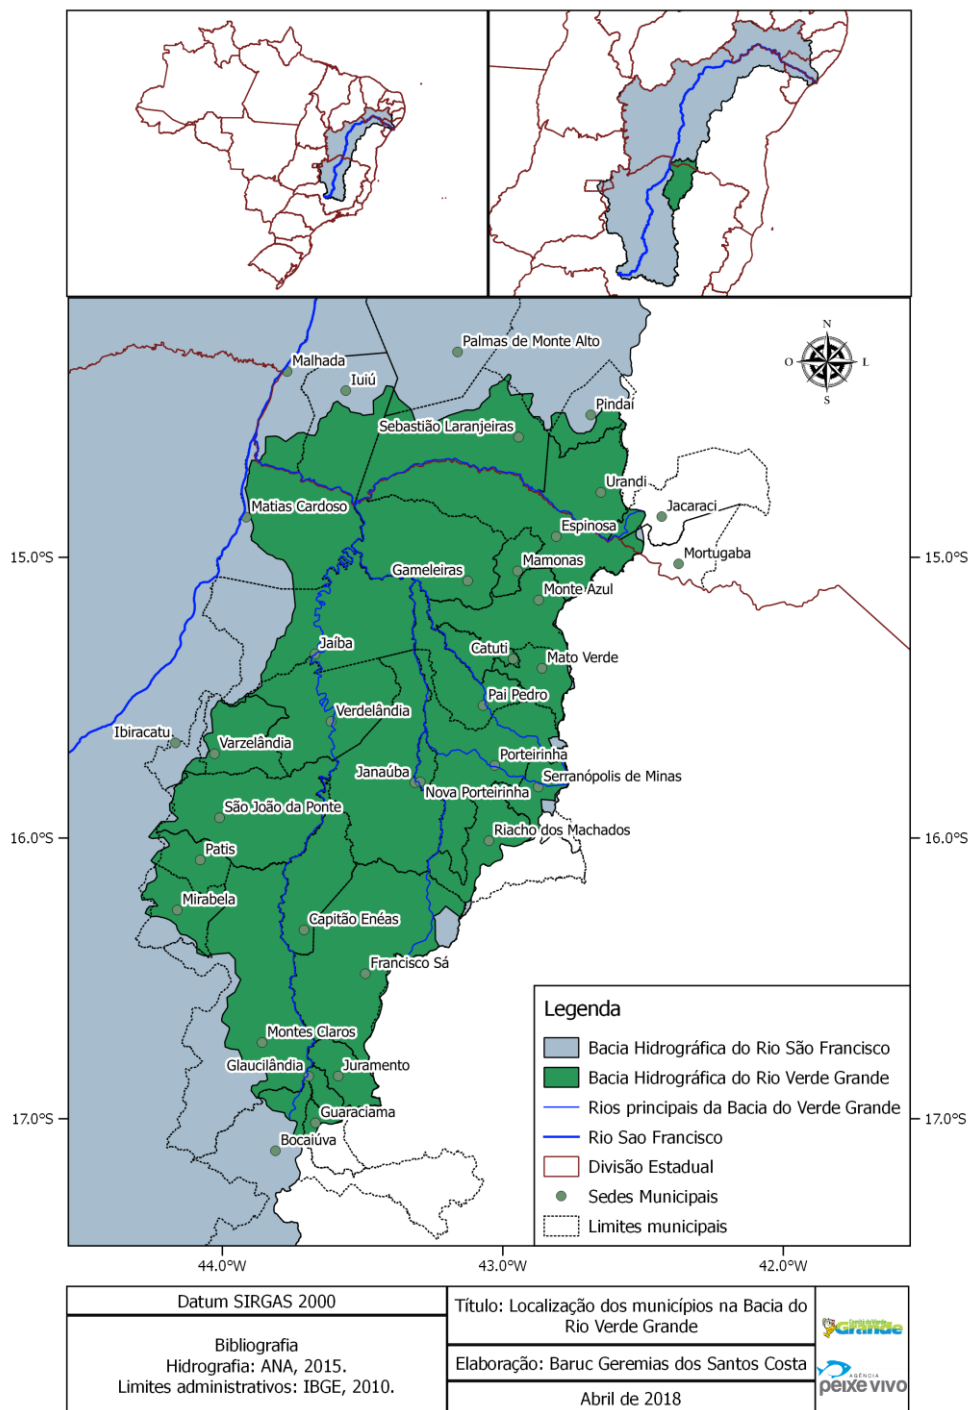 N
O
L
S
Palmas de Monte Alto
Malhada
Iuiú
Pindaí
Sebastião Laranjeiras
Urandi
Jacaraci
Matias Cardoso
Espinosa
15.0°S
Mortugaba
15.0°S
Mamonas
Gameleiras
Monte Azul
Jaíba
Catuti
Mato Verde
Pai Pedro
Verdelândia
Ibiracatu
Varzelândia
Porteirinha
Janaúba
Serranópolis de Minas
Nova Porteirinha
São João da Ponte
Riacho dos Machados
16.0°S
16.0°S
Patis
Mirabela
Capitão Enéas
Francisco Sá
Montes Claros
Glaucilândia
Juramento
Guaraciama
17.0°S
17.0°S
Bocaiúva
Legenda
Bacia Hidrográfica do Rio São Francisco
Bacia Hidrográfica do Rio Verde Grande
Rios principais da Bacia do Verde Grande
Rio Sao Francisco
Divisão Estadual
Sedes Municipais
Limites municipais
44.0°W
43.0°W
42.0°W
Datum SIRGAS 2000
Bibliografia
Hidrografia: ANA, 2015.
Limites administrativos: IBGE, 2010.
Título: Localização dos municípios na Bacia do
Rio Verde Grande
Elaboração: Baruc Geremias dos Santos Costa
Abril de 2018
Grande
AGÊNCIA
peixe vivo